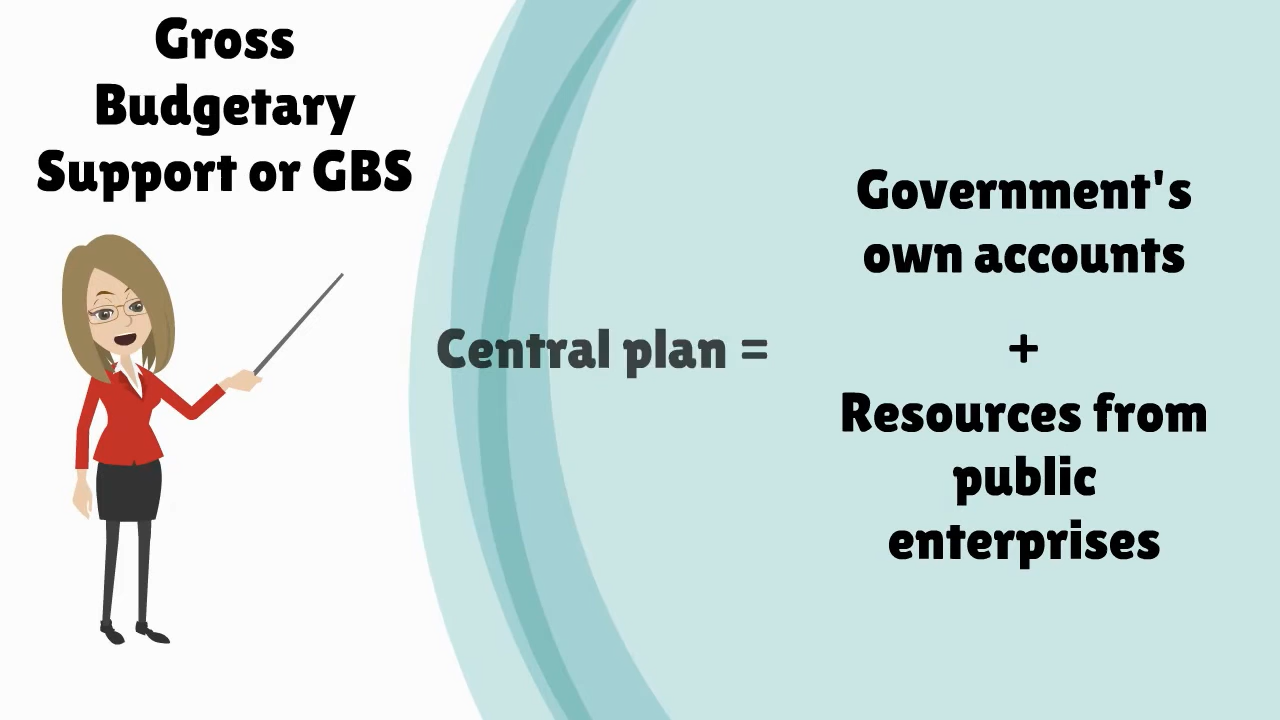 Gross
Budgetary
Support or GBS
Central plan =
Government's
own accounts
+
Resources from
public
enterprises